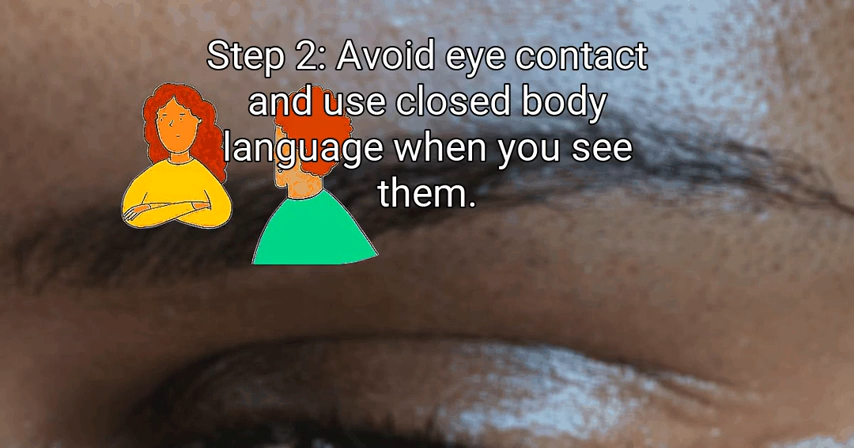 Step 2: Avoid eye contact
and use closed body
language when you see
them.